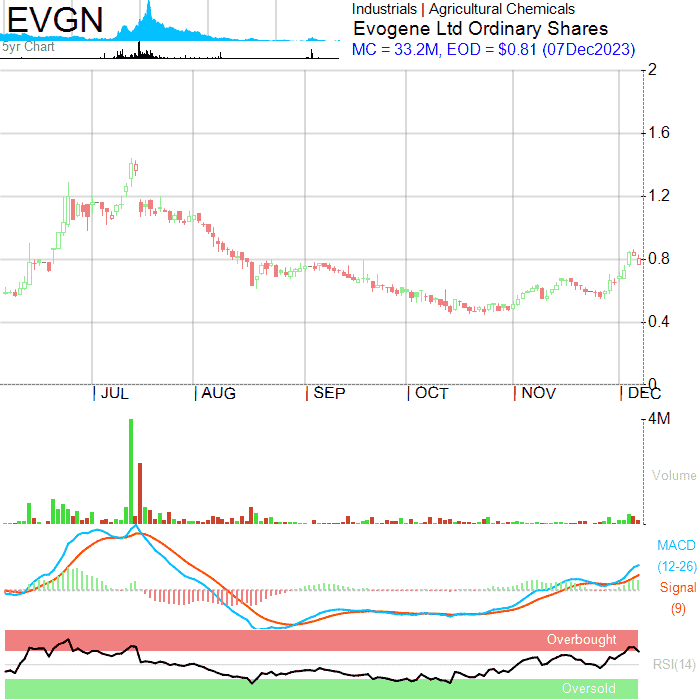 EVGN
5yr Chart
Industrials | Agricultural Chemicals
Evogene Ltd Ordinary Shares
MC = 33.2M, EOD = $0.81 (07Dec2023)
2
1.6
1.2
0.8
0.4
0
JUL AUG SEP OCT NOV DEC
4M
Volume
MACD
(12-26)
Signal
(9)
Overbought
RSI(14)
Oversold